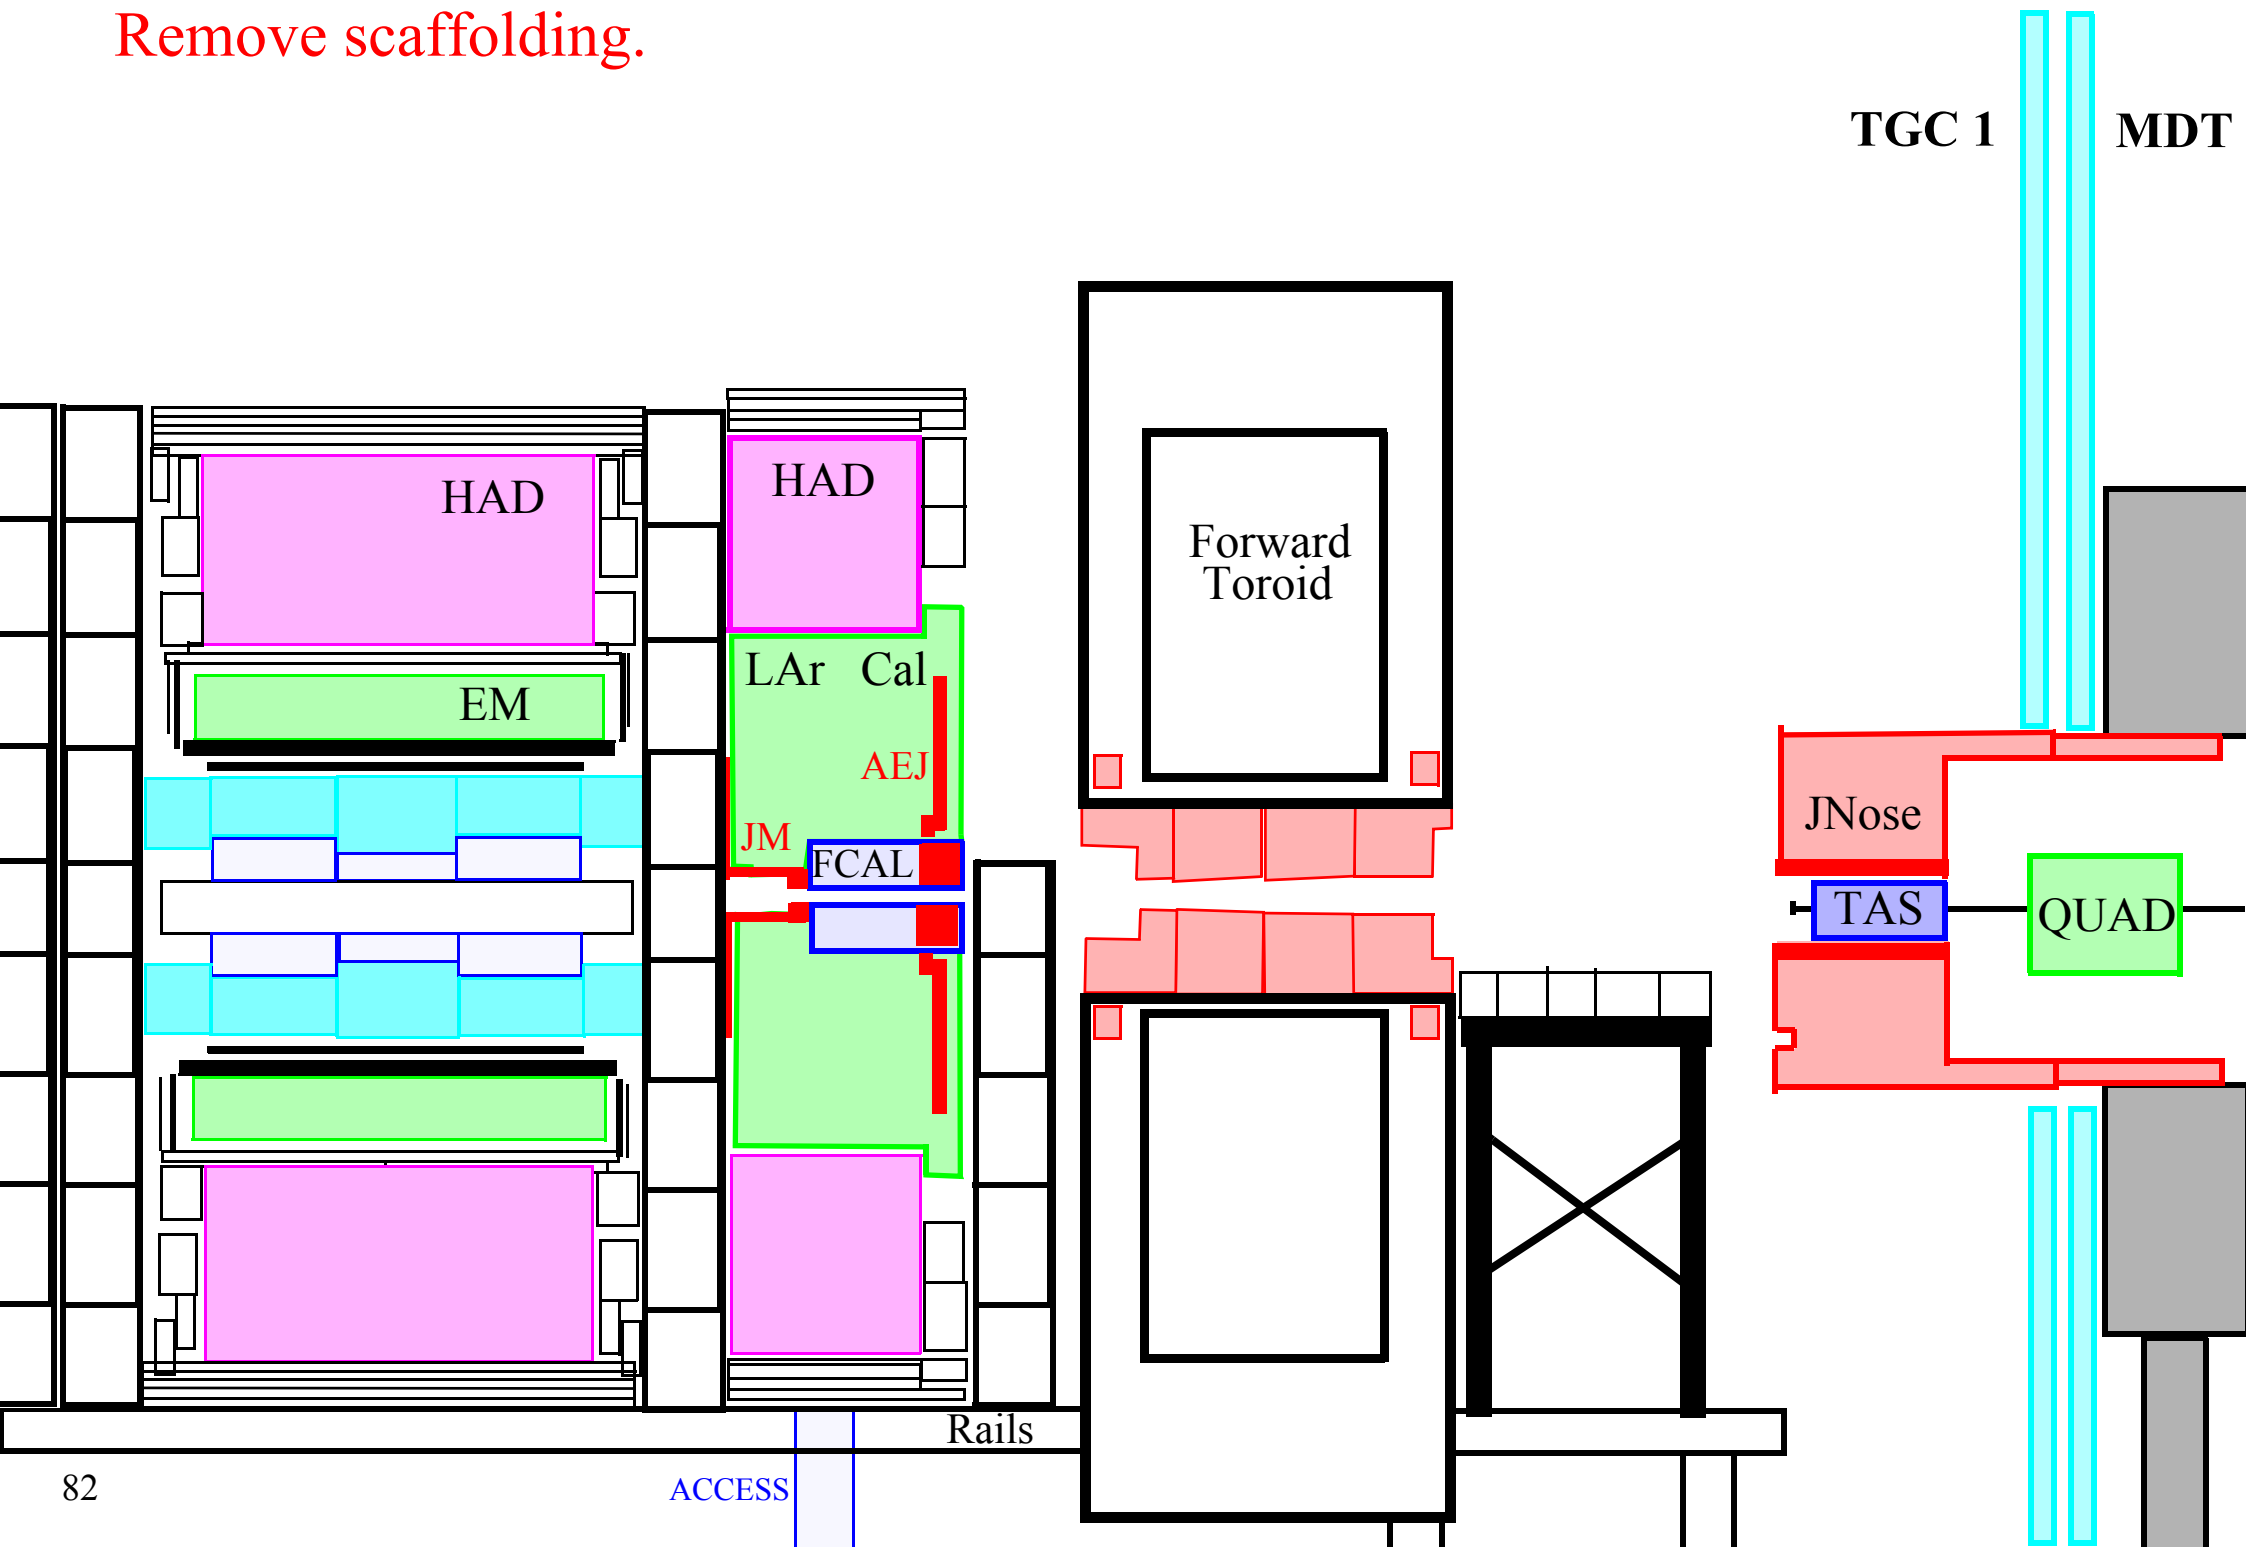 Remove scaffolding.
TGC 1
MDT
HAD
HAD
Forward
Toroid
LAr Cal
EM
AEJ
JM
FCAL
JNose
TAS
QUAD
Rails
82
ACCESS